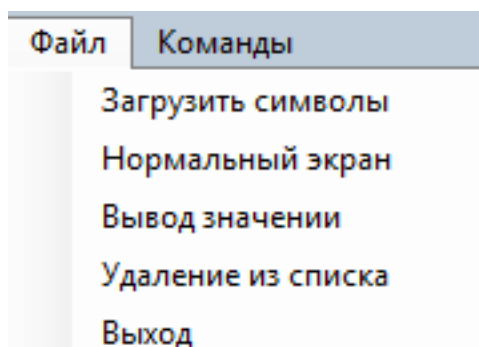 Файл Команды
Загрузить символы
Нормальный экран
Вывод значении
Удаление из списка
Выход